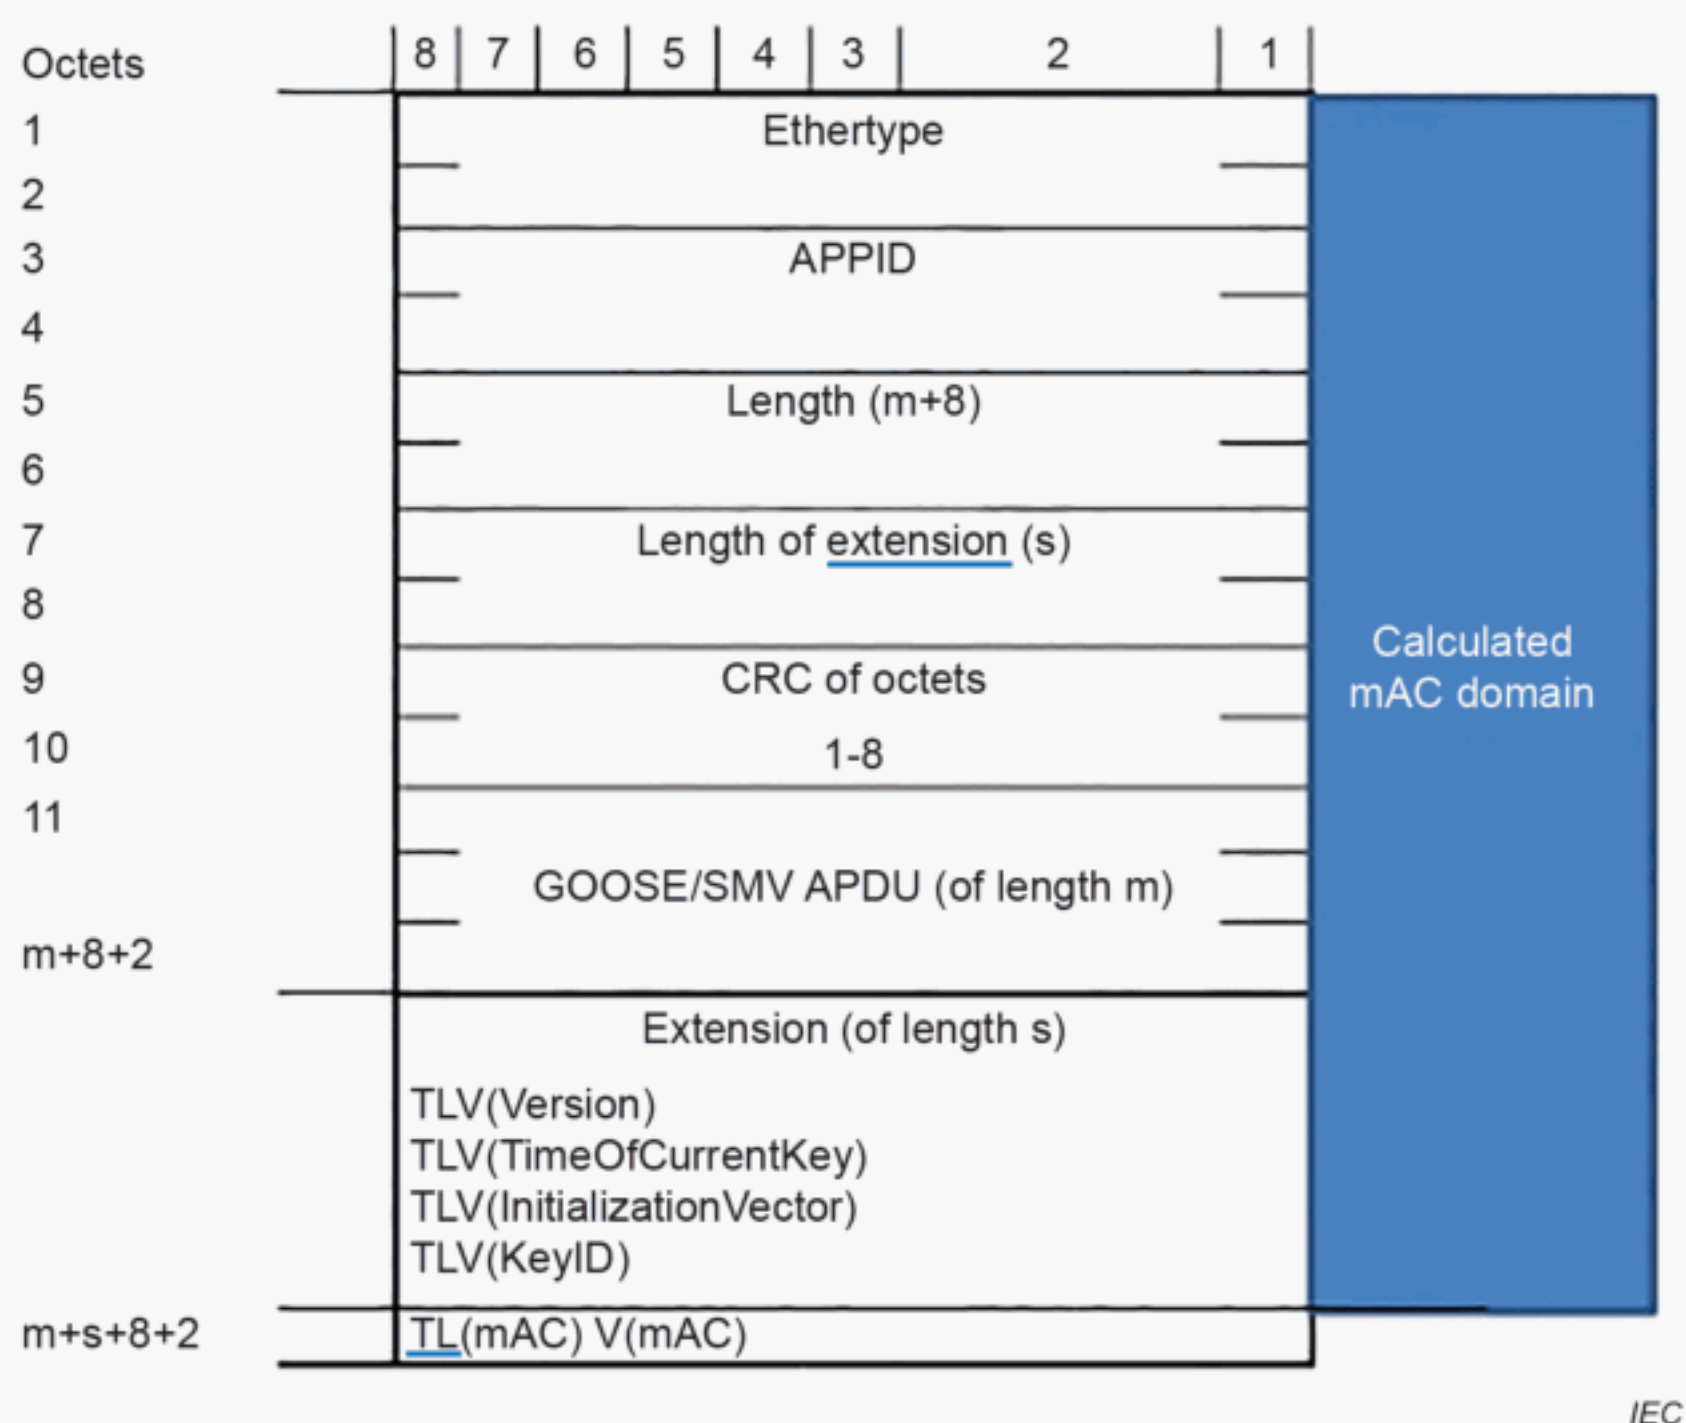 Octets 8 7 6 5 4 3 2 1
1 Ethertype
2
3 APPID
4
5 Length (m+8)
6
7 Length of extension (s)
8
9 CRC of octets
10 1-8
11
GOOSE/SMV APDU (of length m)
m+8+2
Extension (of length s)
TLV(Version)
TLV(TimeOfCurrentKey)
TLV(InitializationVector)
TLV(KeyID)
m+s+8+2 TL(mAC) V(mAC)
Calculated
mAC domain
IEC